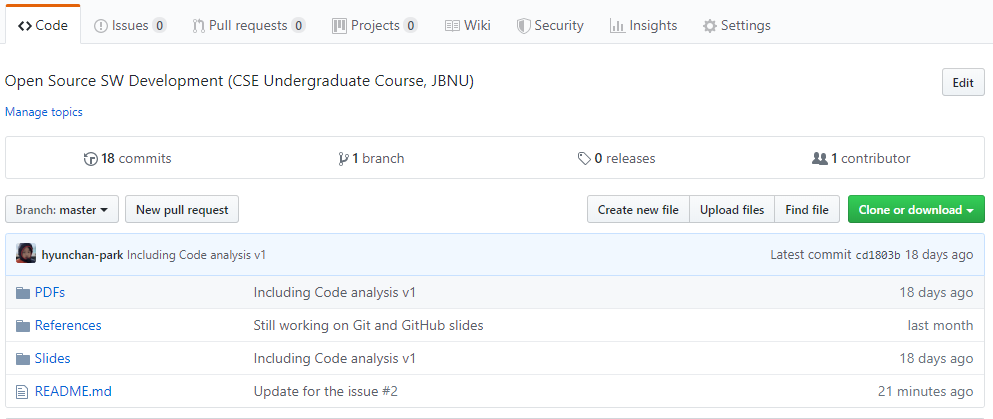 Code Issues 0 Pull requests 0 Projects 0 Wiki Security Insights Settings
Open Source SW Development (CSE Undergraduate Course, JBNU) Edit
Manage topics
18 commits 1 branch 0 releases 1 contributor
Branch: master New pull request Create new file Upload files Find file Clone or download
hyunchan-park Including Code analysis v1 Latest commit cd1803b 18 days ago
PDFs Including Code analysis v1 18 days ago
References Still working on Git and GitHub slides last month
Slides Including Code analysis v1 18 days ago
README.md Update for the issue #2 21 minutes ago